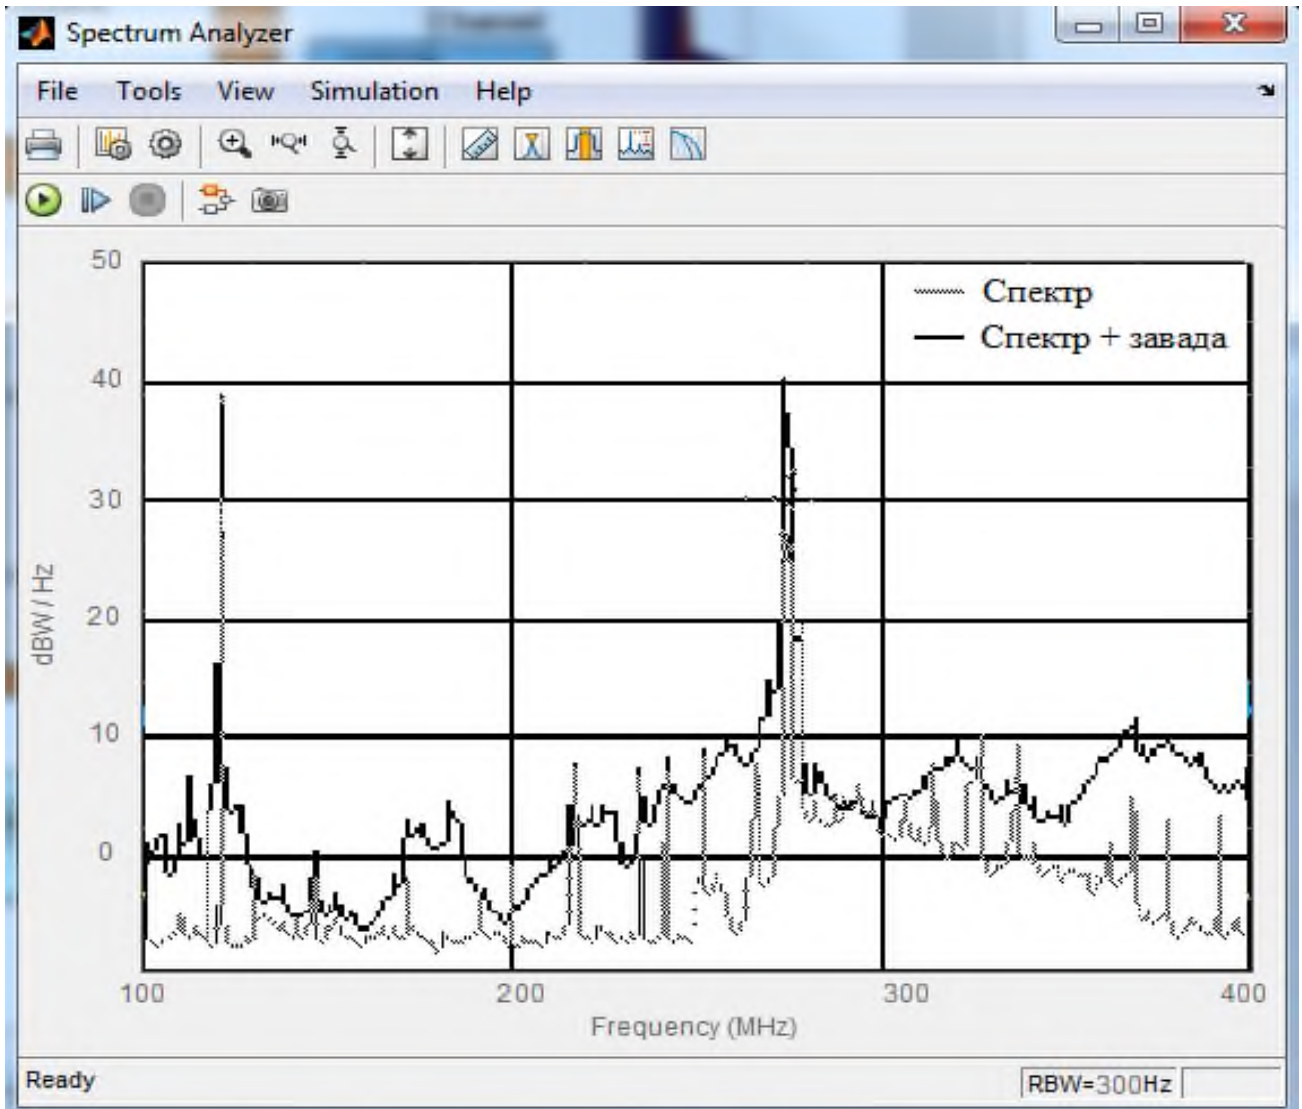 Spectrum Analyzer
File Tools View Simulation Help
50
40
30
20
10
0
dBW / Hz
Спектр
Спектр + завада
100 200 300 400
Frequency (MHz)
Ready
RBW=300Hz